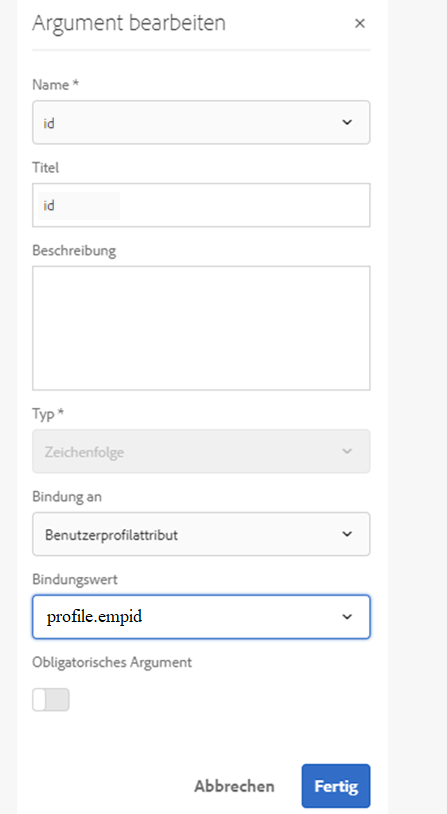 Argument bearbeiten
Name *
id
Titel
id
Beschreibung
Typ *
Zeichenfolge
Bindung an
Benutzerprofilattribut
Bindungswert
profile.empid
Obligatorisches Argument
Abbrechen Fertig